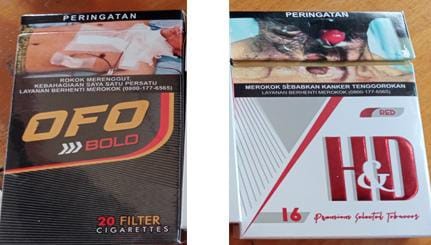 PERINGATAN
ROKOK MERENGGUT,
KEBAHAGIAAN SAYA SATU PERSATU
LAYANAN BERHENTI MEROKOK (0800-177-6565)
OFO
BOLD
20 FILTER
CIGARETTES
PERINGATAN
MEROKOK SEBABKAN KANKER TENGGOROKAN
LAYANAN BERHENTI MEROKOK (0800-177-6565)
RED
H&D
16 Premium Selected Tobaccos